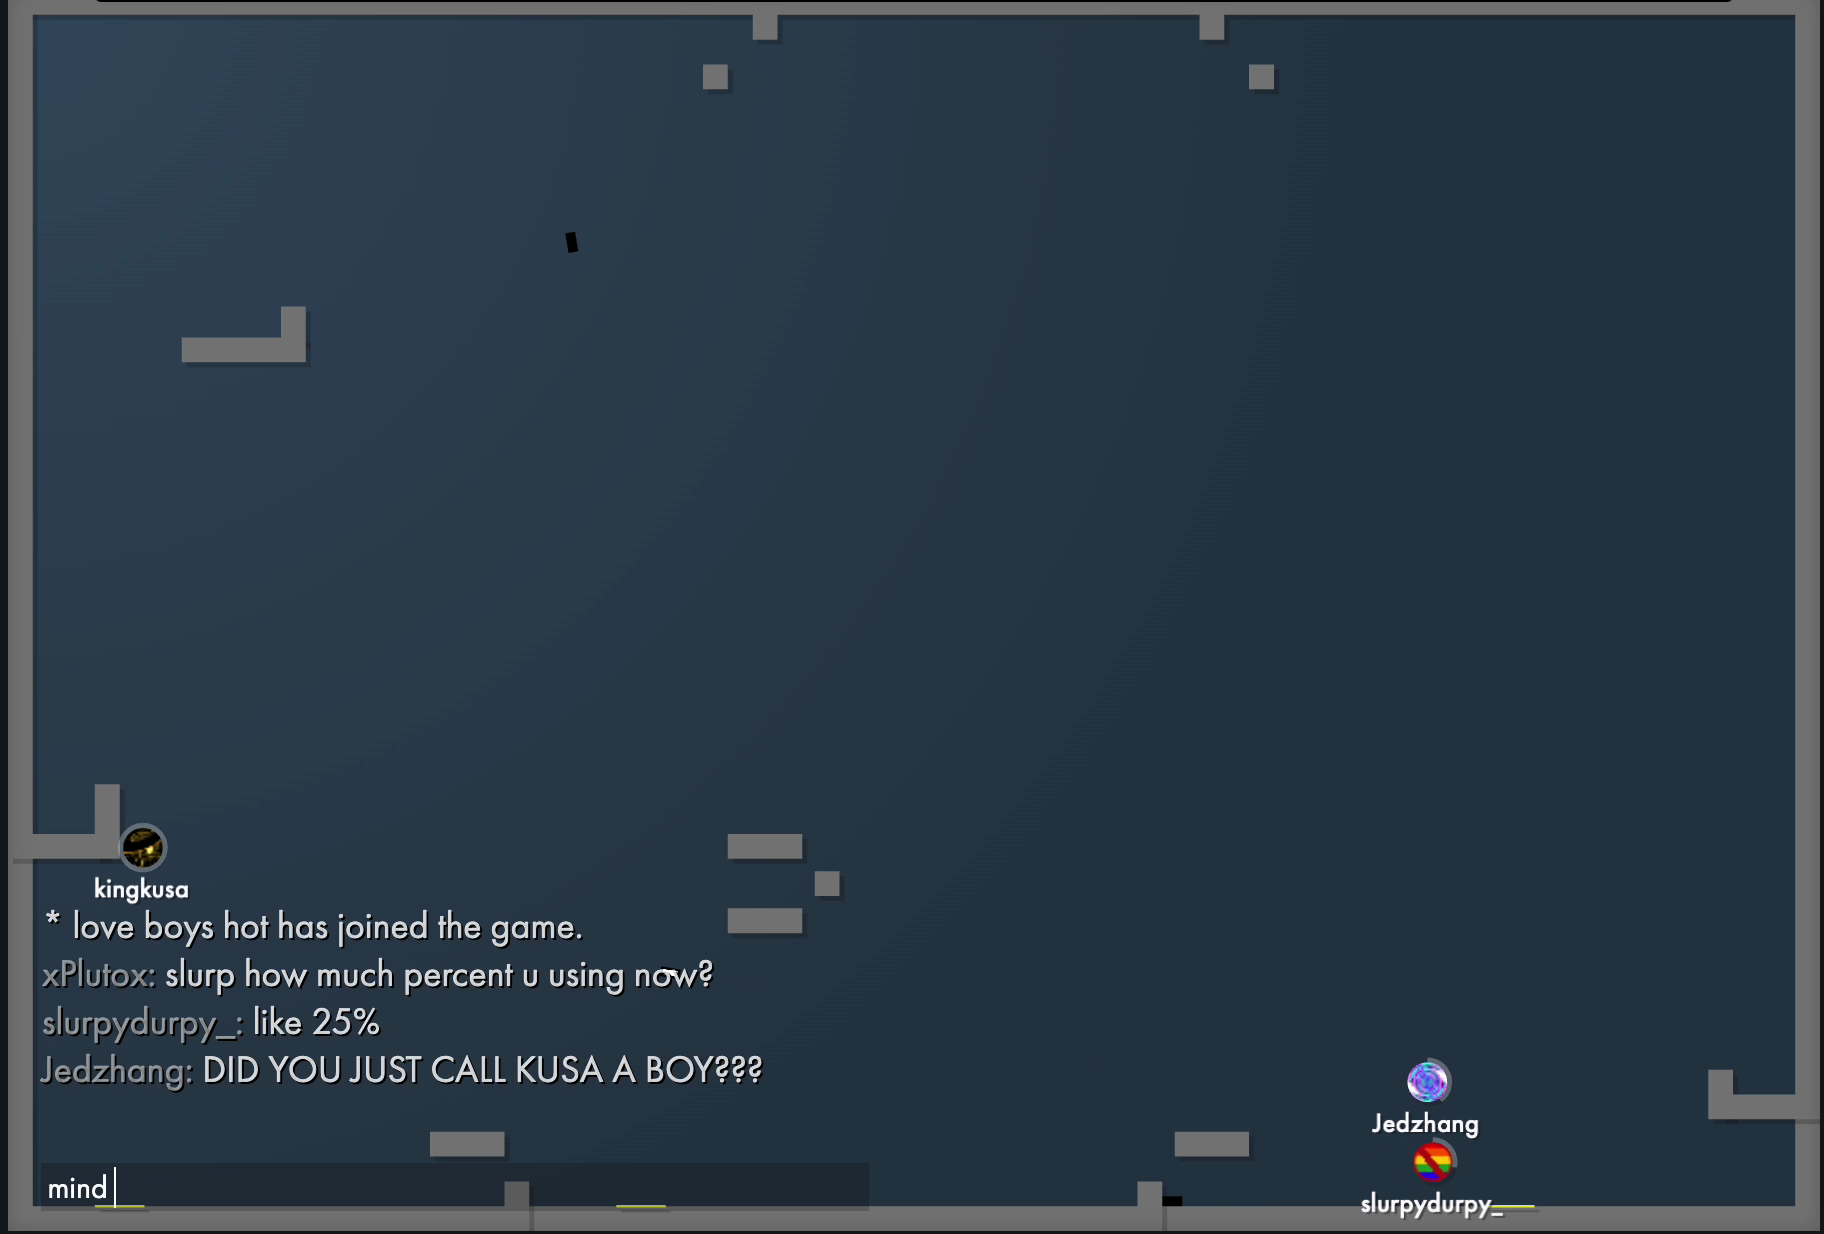 kingkusa
* love boys hot has joined the game.
xPlutox: slurp how much percent u using now?
slurpydurpy_: like 25%
Jedzhang: DID YOU JUST CALL KUSA A BOY???
Jedzhang
mind
slurpydurpy_